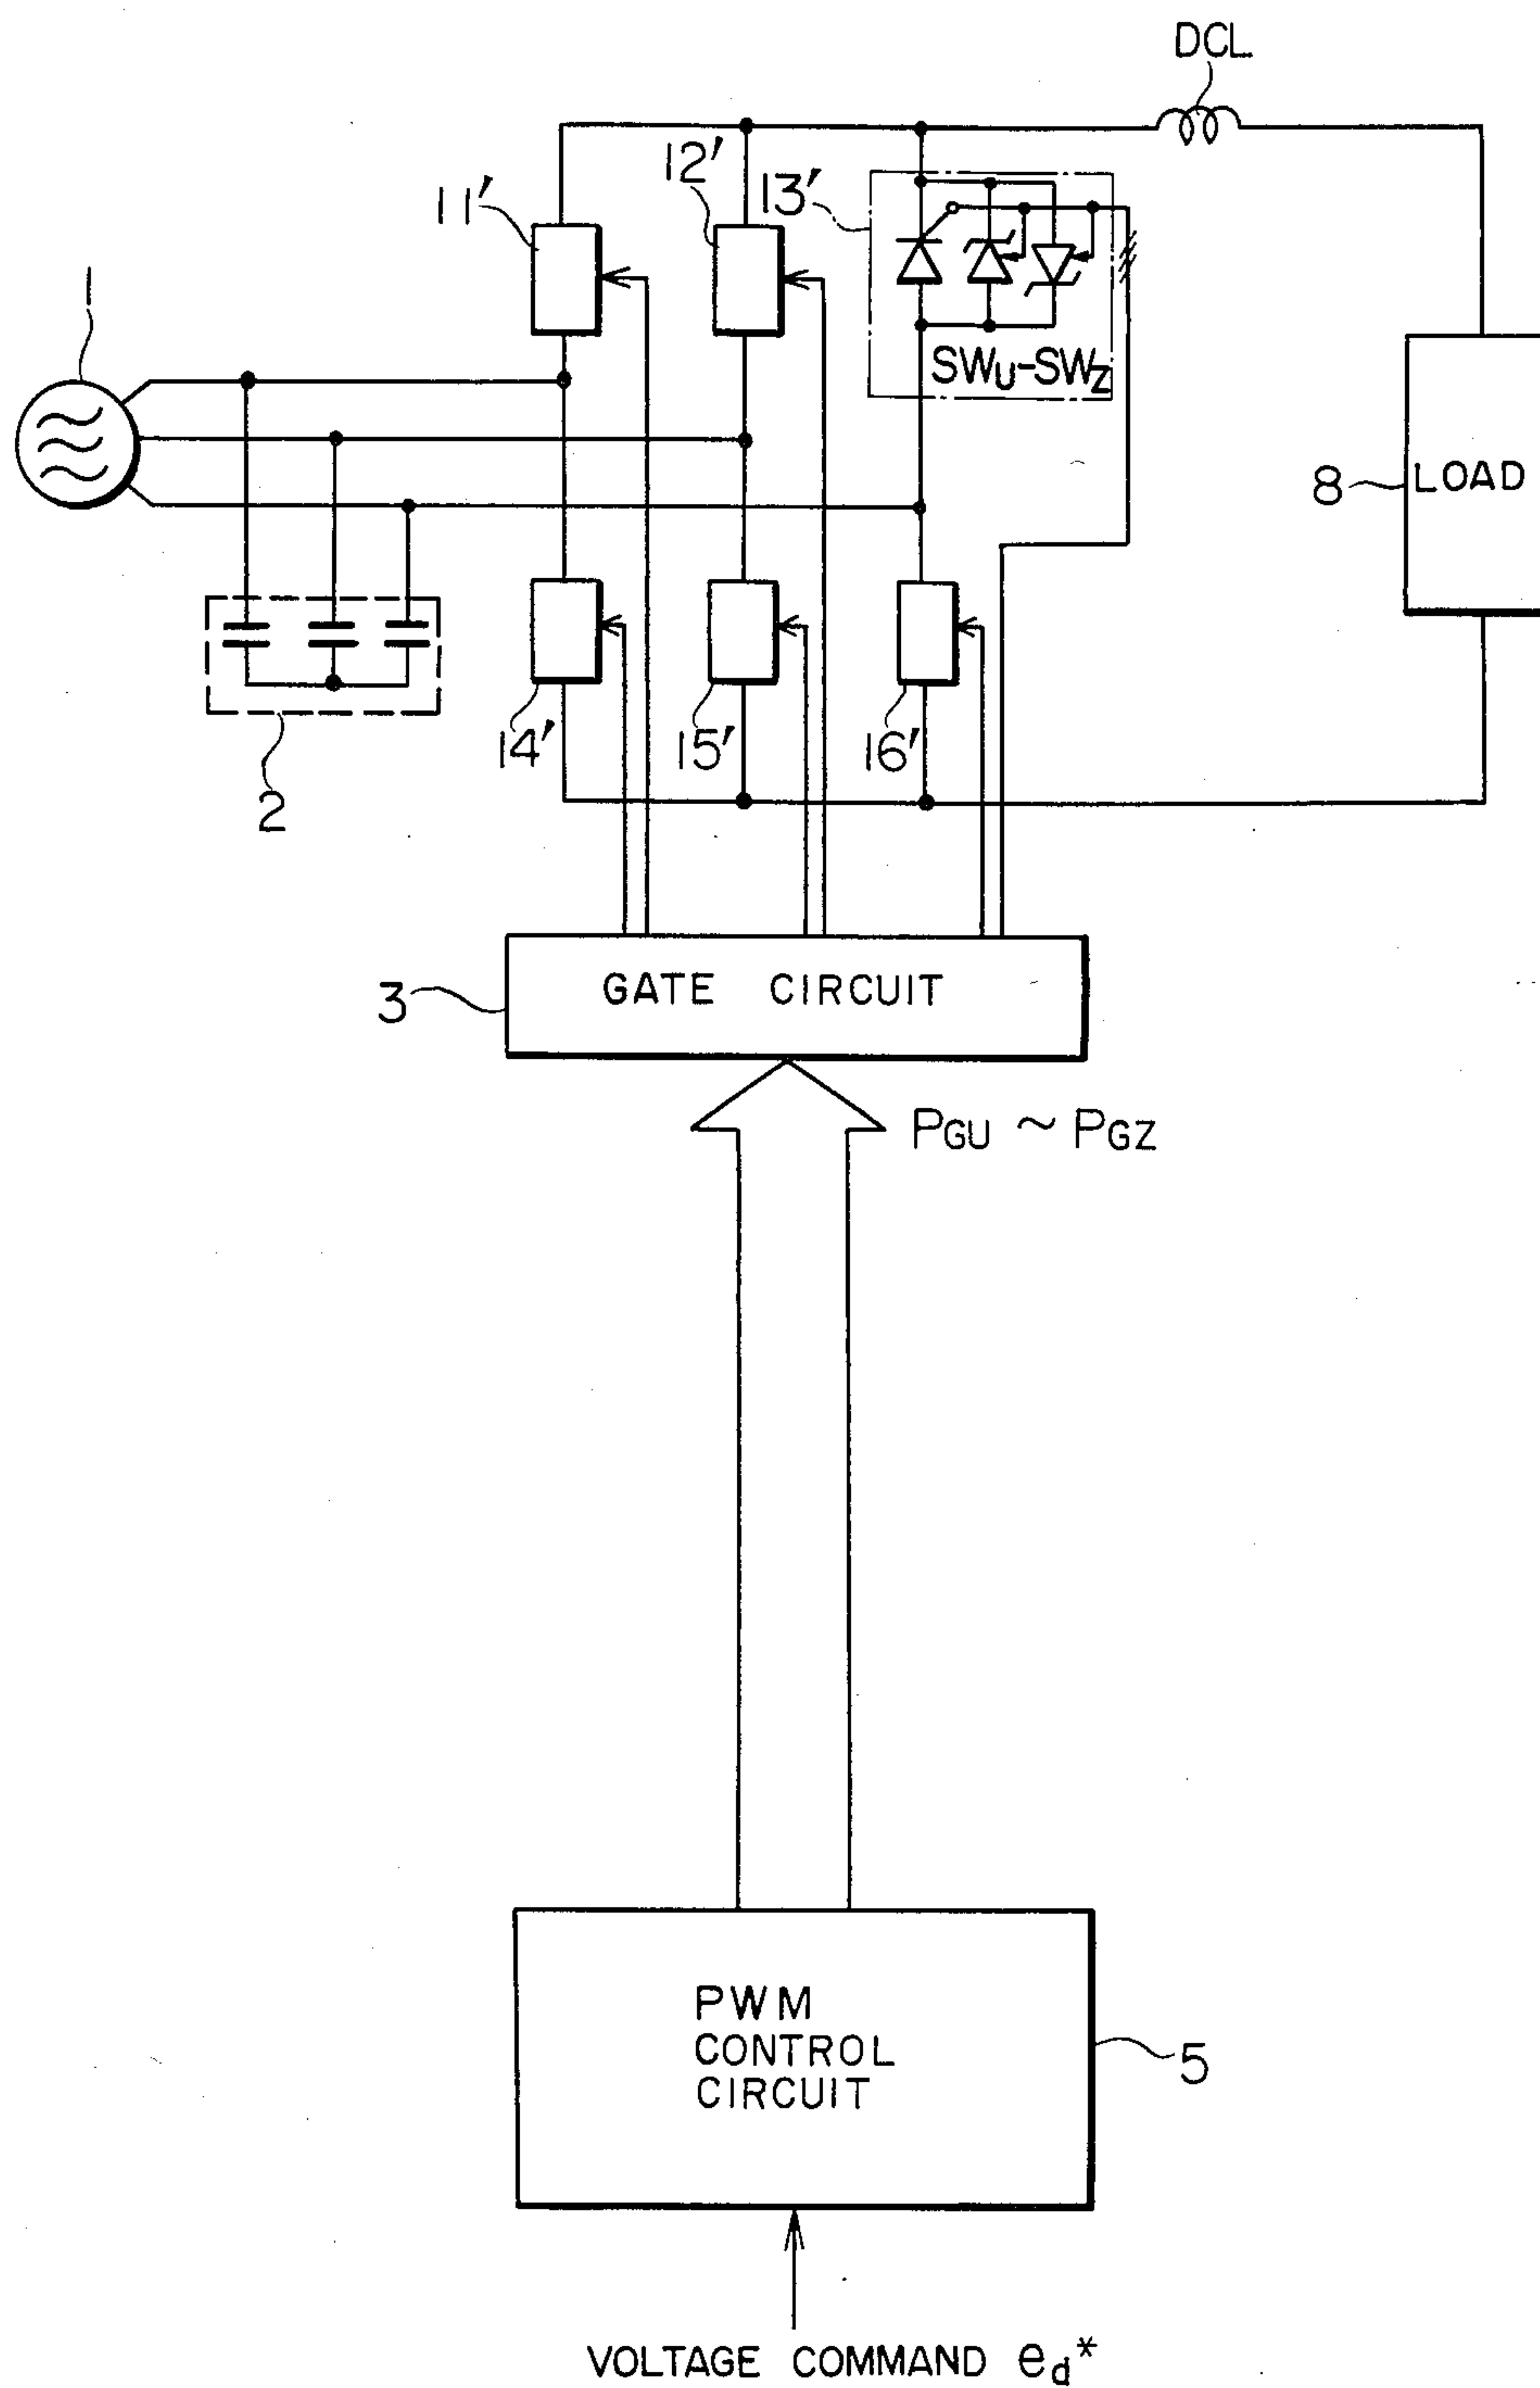 DCL
12'
11'
13'
1
SWU-SWZ
8
LOAD
14'
15'
16'
2
GATE CIRCUIT
3
PGU ~ PGZ
PWM
CONTROL
CIRCUIT
5
VOLTAGE COMMAND ed*